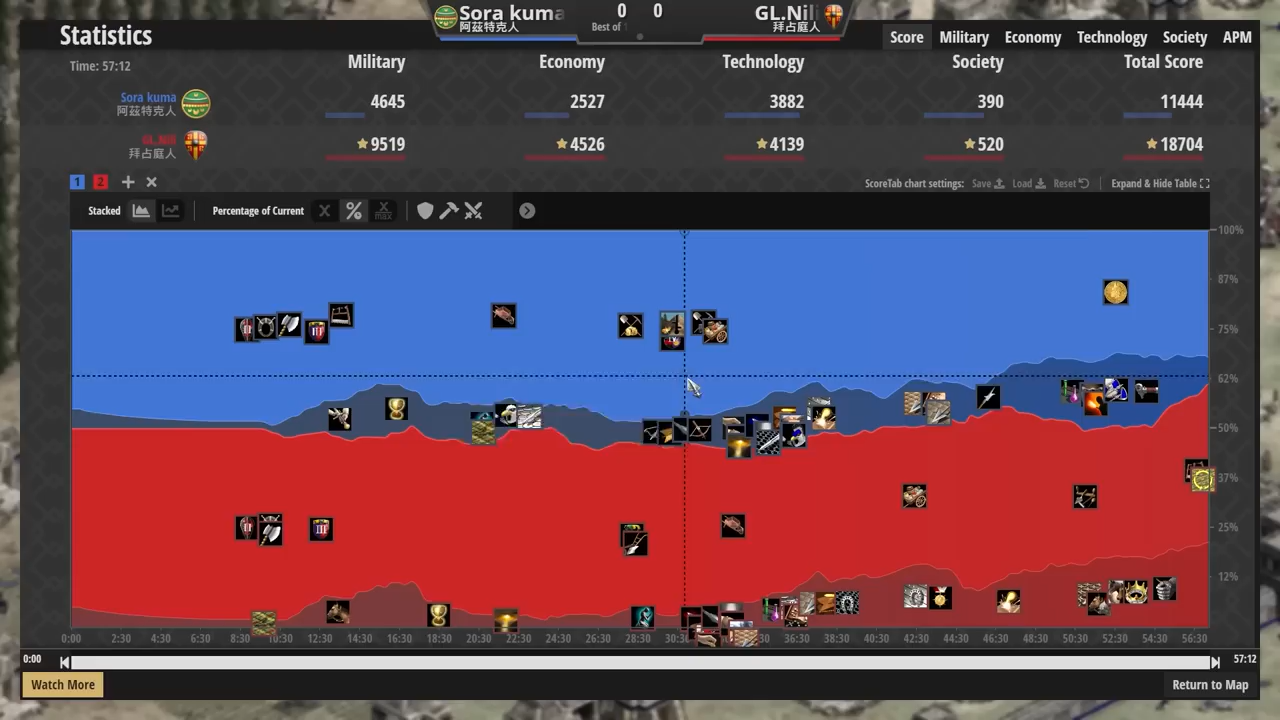 Sora kuma 0 0 GL.Nili
阿茲特克人 Best of 拜占庭人
Statistics
Score Military Economy Technology Society APM
Time: 57:12 Military Economy Technology Society Total Score
Sora kuma 4645 2527 3882 390 11444
阿茲特克人
GL.Nili 9519 4526 4139 520 18704
拜占庭人
1 2 ScoreTab chart settings: Save Load Reset Expand & Hide Table
Stacked Percentage of Current X % X max
100%
87%
75%
62%
50%
37%
25%
12%
0:00 2:30 4:30 6:30 8:30 10:30 12:30 14:30 16:30 18:30 20:30 22:30 24:30 26:30 28:30 30:30 36:30 38:30 40:30 42:30 44:30 46:30 48:30 50:30 52:30 54:30 56:30
0:00 57:12
Watch More Return to Map